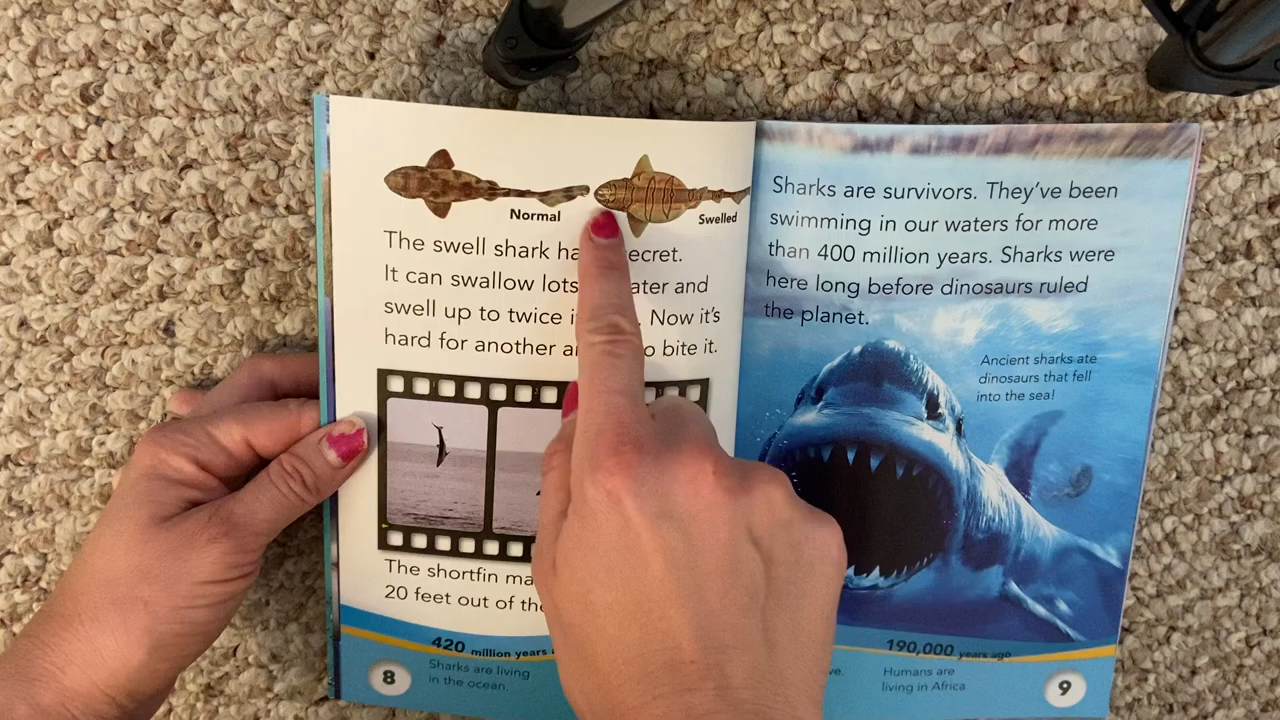 Normal
Swelled
The swell shark ha ecret.
It can swallow lots ater and
swell up to twice i . Now it's
hard for another a o bite it.
The shortfin ma
20 feet out of the
420 million years
Sharks are living
in the ocean.
8
Sharks are survivors. They've been
swimming in our waters for more
than 400 million years. Sharks were
here long before dinosaurs ruled
the planet.
Ancient sharks ate
dinosaurs that fell
into the sea!
ve.
190,000 years ago
Humans are
living in Africa
9